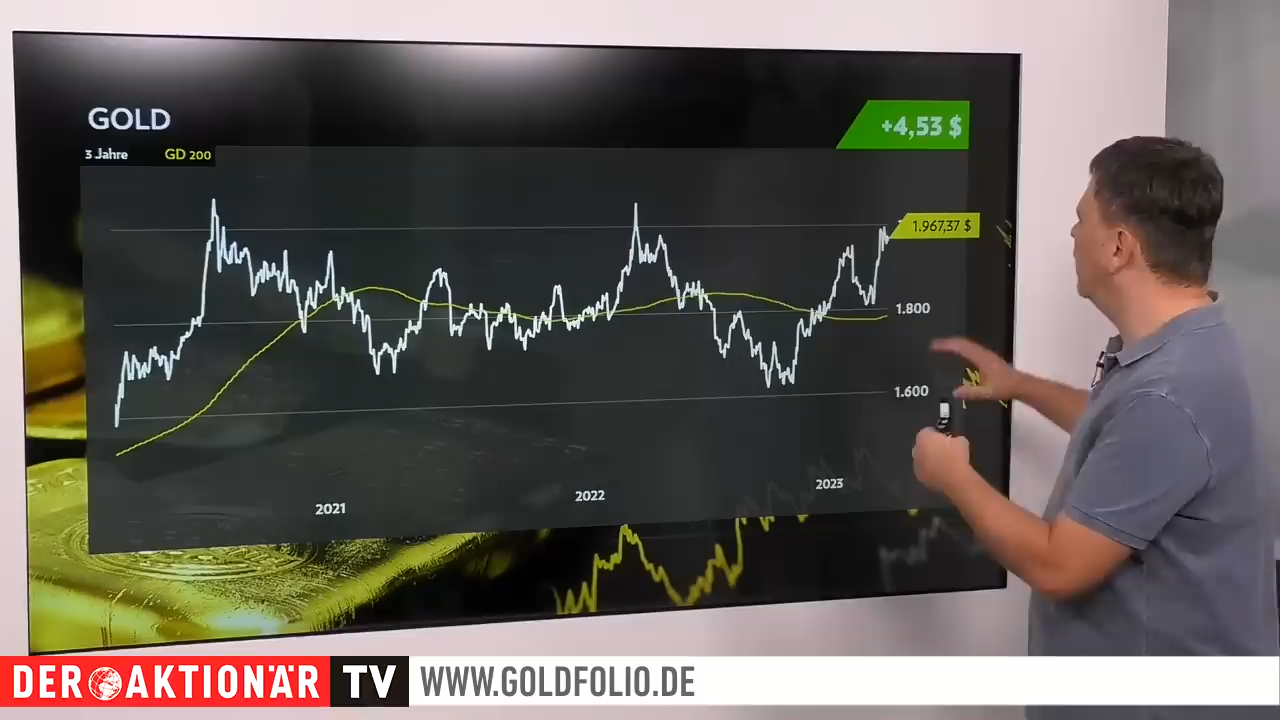 GOLD
+4,53 $
3 Jahre GD 200
1.967,37 $
1.800
1.600
2021
2022
2023
DER AKTIONÄR TV WWW.GOLDFOLIO.DE